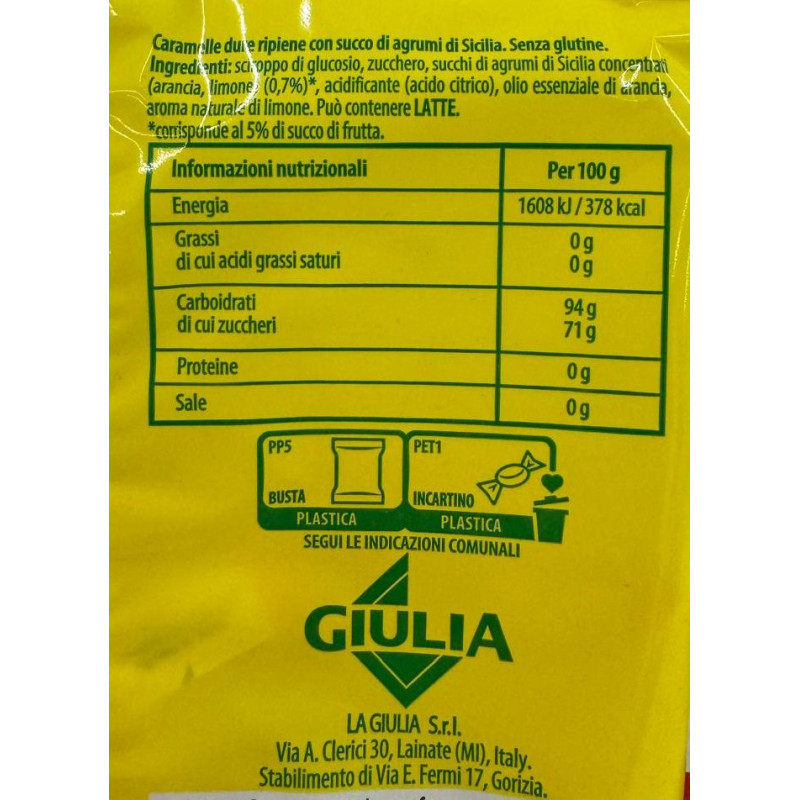 Caramelle dure ripiene con succo di agrumi di Sicilia. Senza glutine.
Ingredienti: sciroppo di glucosio, zucchero, succhi di agrumi di Sicilia concentrati
(arancia, limone) (0,7%)*, acidificante (acido citrico), olio essenziale di arancia,
aroma naturale di limone. Può contenere LATTE.
*corrisponde al 5% di succo di frutta.
Informazioni nutrizionali Per 100 g
Energia 1608 kJ / 378 kcal
Grassi 0 g
di cui acidi grassi saturi 0 g
Carboidrati 94 g
di cui zuccheri 71 g
Proteine 0 g
Sale 0 g
PP5 PET1
BUSTA INCARTINO
PLASTICA PLASTICA
SEGUI LE INDICAZIONI COMUNALI
GIULIA
LA GIULIA S.r.l.
Via A. Clerici 30, Lainate (MI), Italy.
Stabilimento di Via E. Fermi 17, Gorizia.